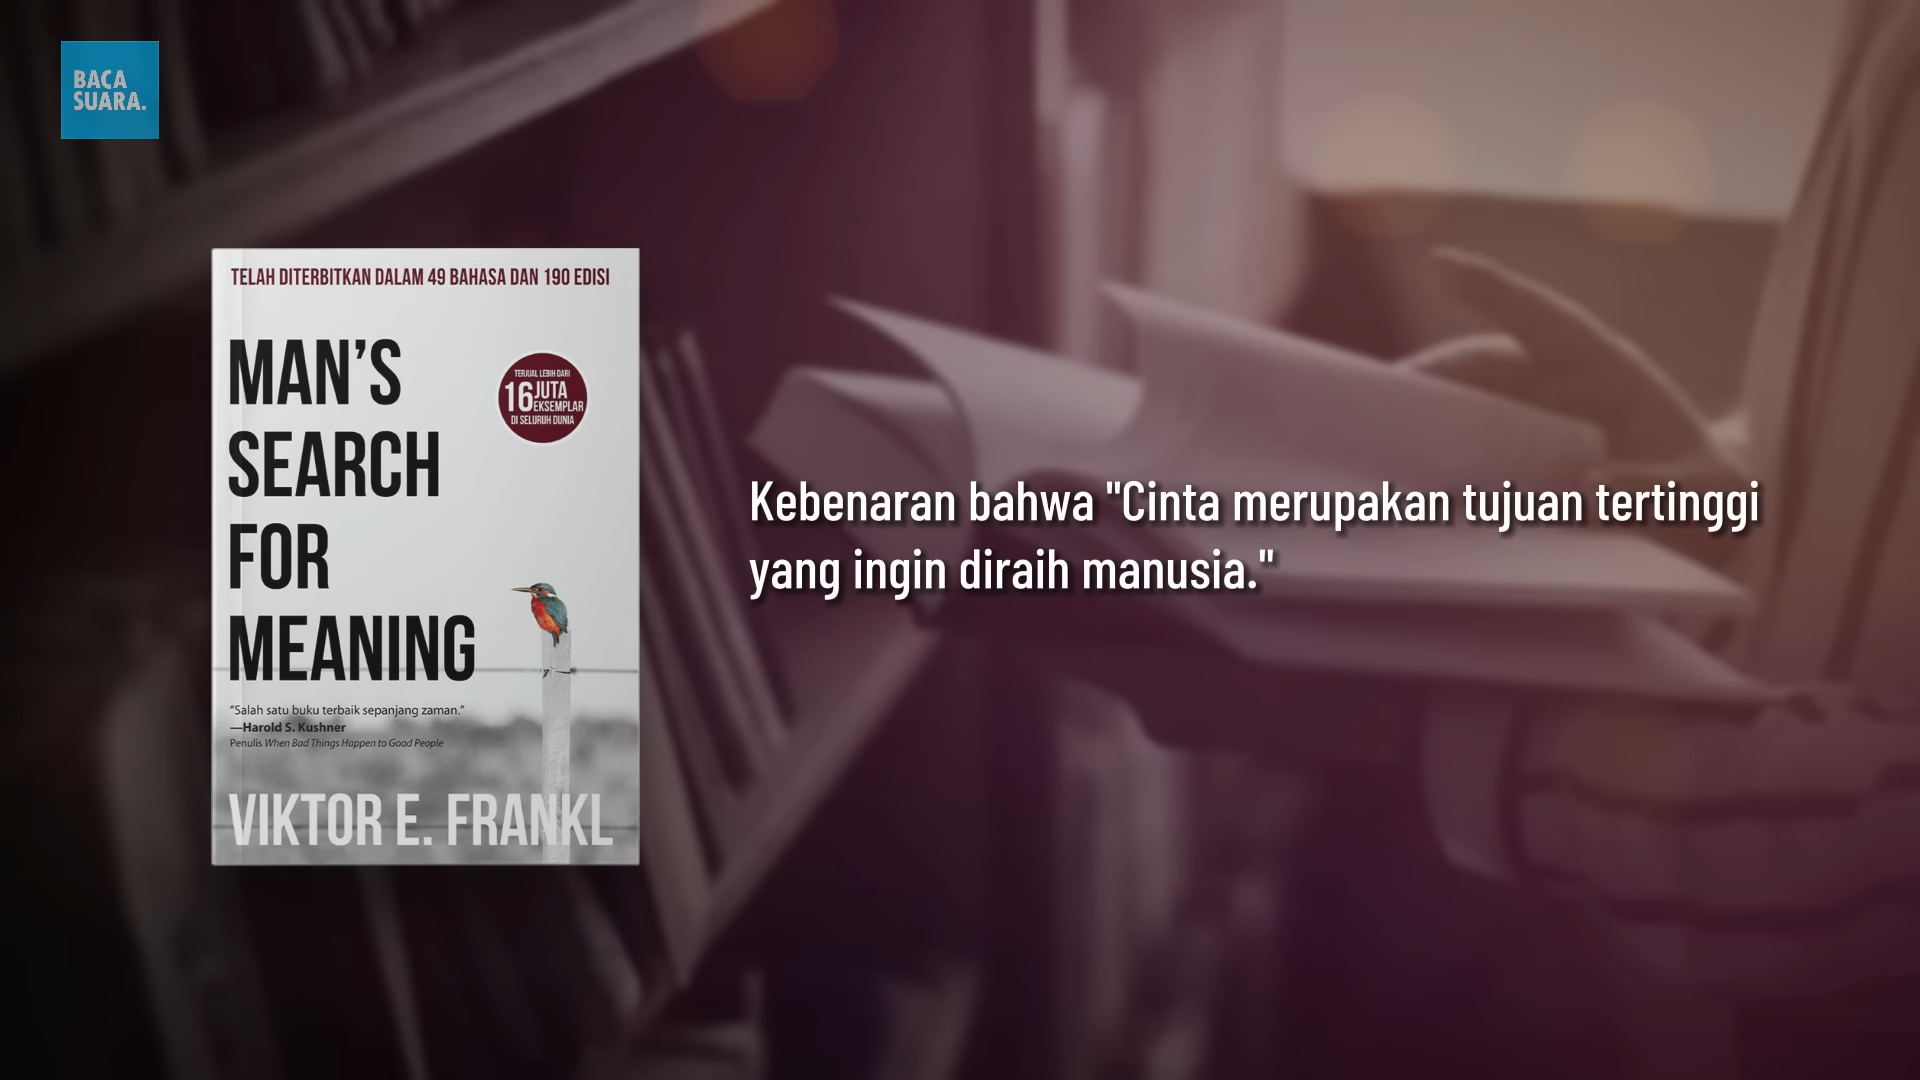 BACA
SUARA.
TELAH DITERBITKAN DALAM 49 BAHASA DAN 190 EDISI
MAN'S
SEARCH
FOR
MEANING
TERJUAL LEBIH DARI
16 JUTA
EKSEMPLAR
DI SELURUH DUNIA
"Salah satu buku terbaik sepanjang zaman."
—Harold S. Kushner
Penulis When Bad Things Happen to Good People
VIKTOR E. FRANKL
Kebenaran bahwa "Cinta merupakan tujuan tertinggi
yang ingin diraih manusia."